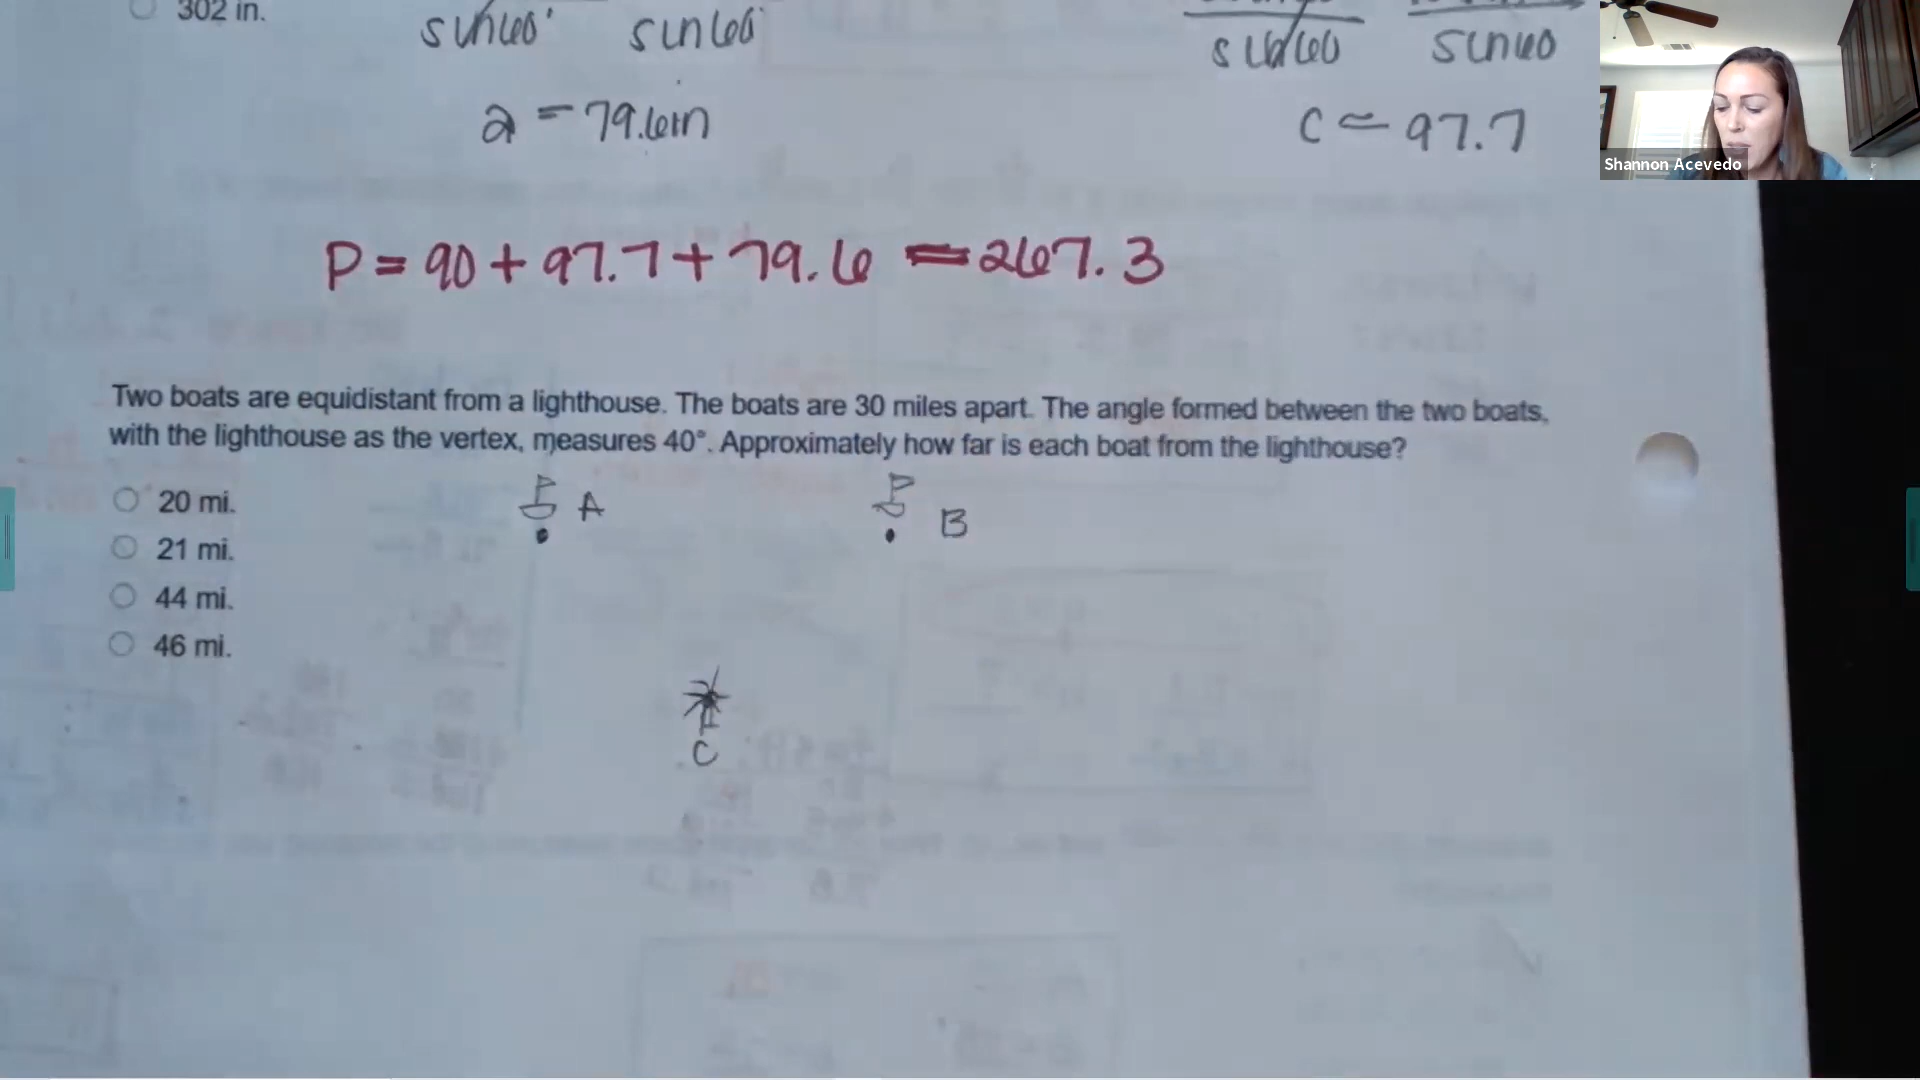 302 in.
sin60° sin60
sin60 sin60
a = 79.6in
c = 97.7
Shannon Acevedo
P = 90 + 97.7 + 79.6 = 267.3
Two boats are equidistant from a lighthouse. The boats are 30 miles apart. The angle formed between the two boats,
with the lighthouse as the vertex, measures 40°. Approximately how far is each boat from the lighthouse?
20 mi.
21 mi.
44 mi.
46 mi.
A
B
C